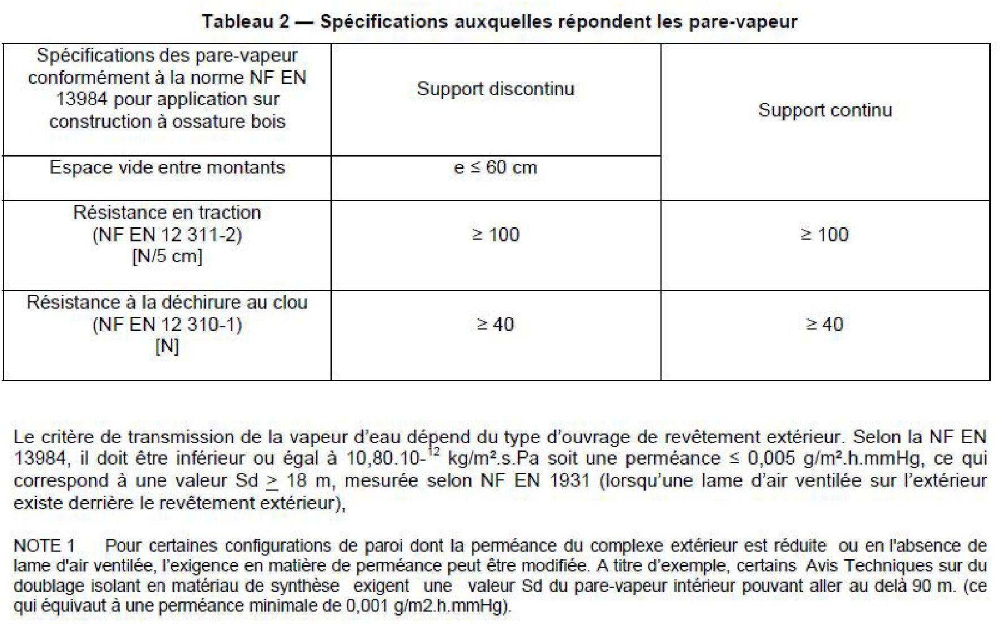 Tableau 2 — Spécifications auxquelles répondent les pare-vapeur
Spécifications des pare-vapeur
conformément à la norme NF EN
13984 pour application sur
construction à ossature bois
Support discontinu
Support continu
Espace vide entre montants
e ≤ 60 cm
Résistance en traction
(NF EN 12 311-2)
[N/5 cm]
≥ 100
≥ 100
Résistance à la déchirure au clou
(NF EN 12 310-1)
[N]
≥ 40
≥ 40
Le critère de transmission de la vapeur d’eau dépend du type d’ouvrage de revêtement extérieur. Selon la NF EN
13984, il doit être inférieur ou égal à 10,80.10-¹² kg/m².s.Pa soit une perméance ≤ 0,005 g/m².h.mmHg, ce qui
correspond à une valeur Sd ≥ 18 m, mesurée selon NF EN 1931 (lorsqu’une lame d’air ventilée sur l’extérieur
existe derrière le revêtement extérieur),
NOTE 1 Pour certaines configurations de paroi dont la perméance du complexe extérieur est réduite ou en l'absence de
lame d'air ventilée, l’exigence en matière de perméance peut être modifiée. A titre d’exemple, certains Avis Techniques sur du
doublage isolant en matériau de synthèse exigent une valeur Sd du pare-vapeur intérieur pouvant aller au delà 90 m. (ce
qui équivaut à une perméance minimale de 0,001 g/m2.h.mmHg).